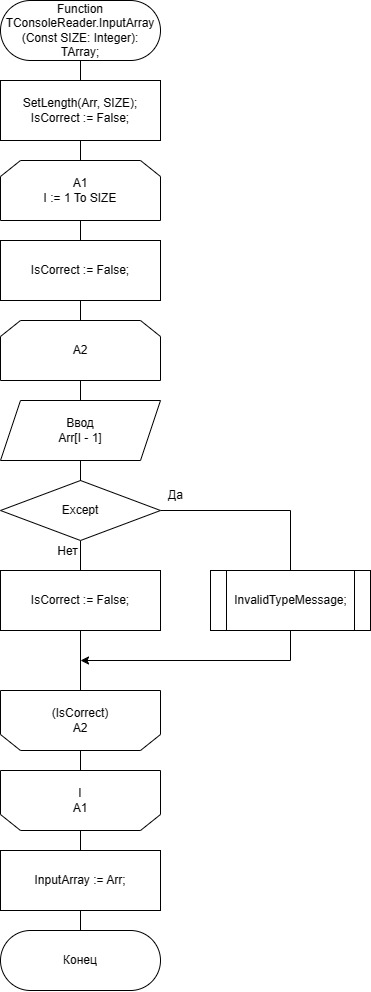 Function
TConsoleReader.InputArray
(Const SIZE: Integer):
TArray;
SetLength(Arr, SIZE);
IsCorrect := False;
A1
I := 1 To SIZE
IsCorrect := False;
A2
Ввод
Arr[I - 1]
Except
Да
Нет
IsCorrect := False;
InvalidTypeMessage;
(IsCorrect)
A2
I
A1
InputArray := Arr;
Конец